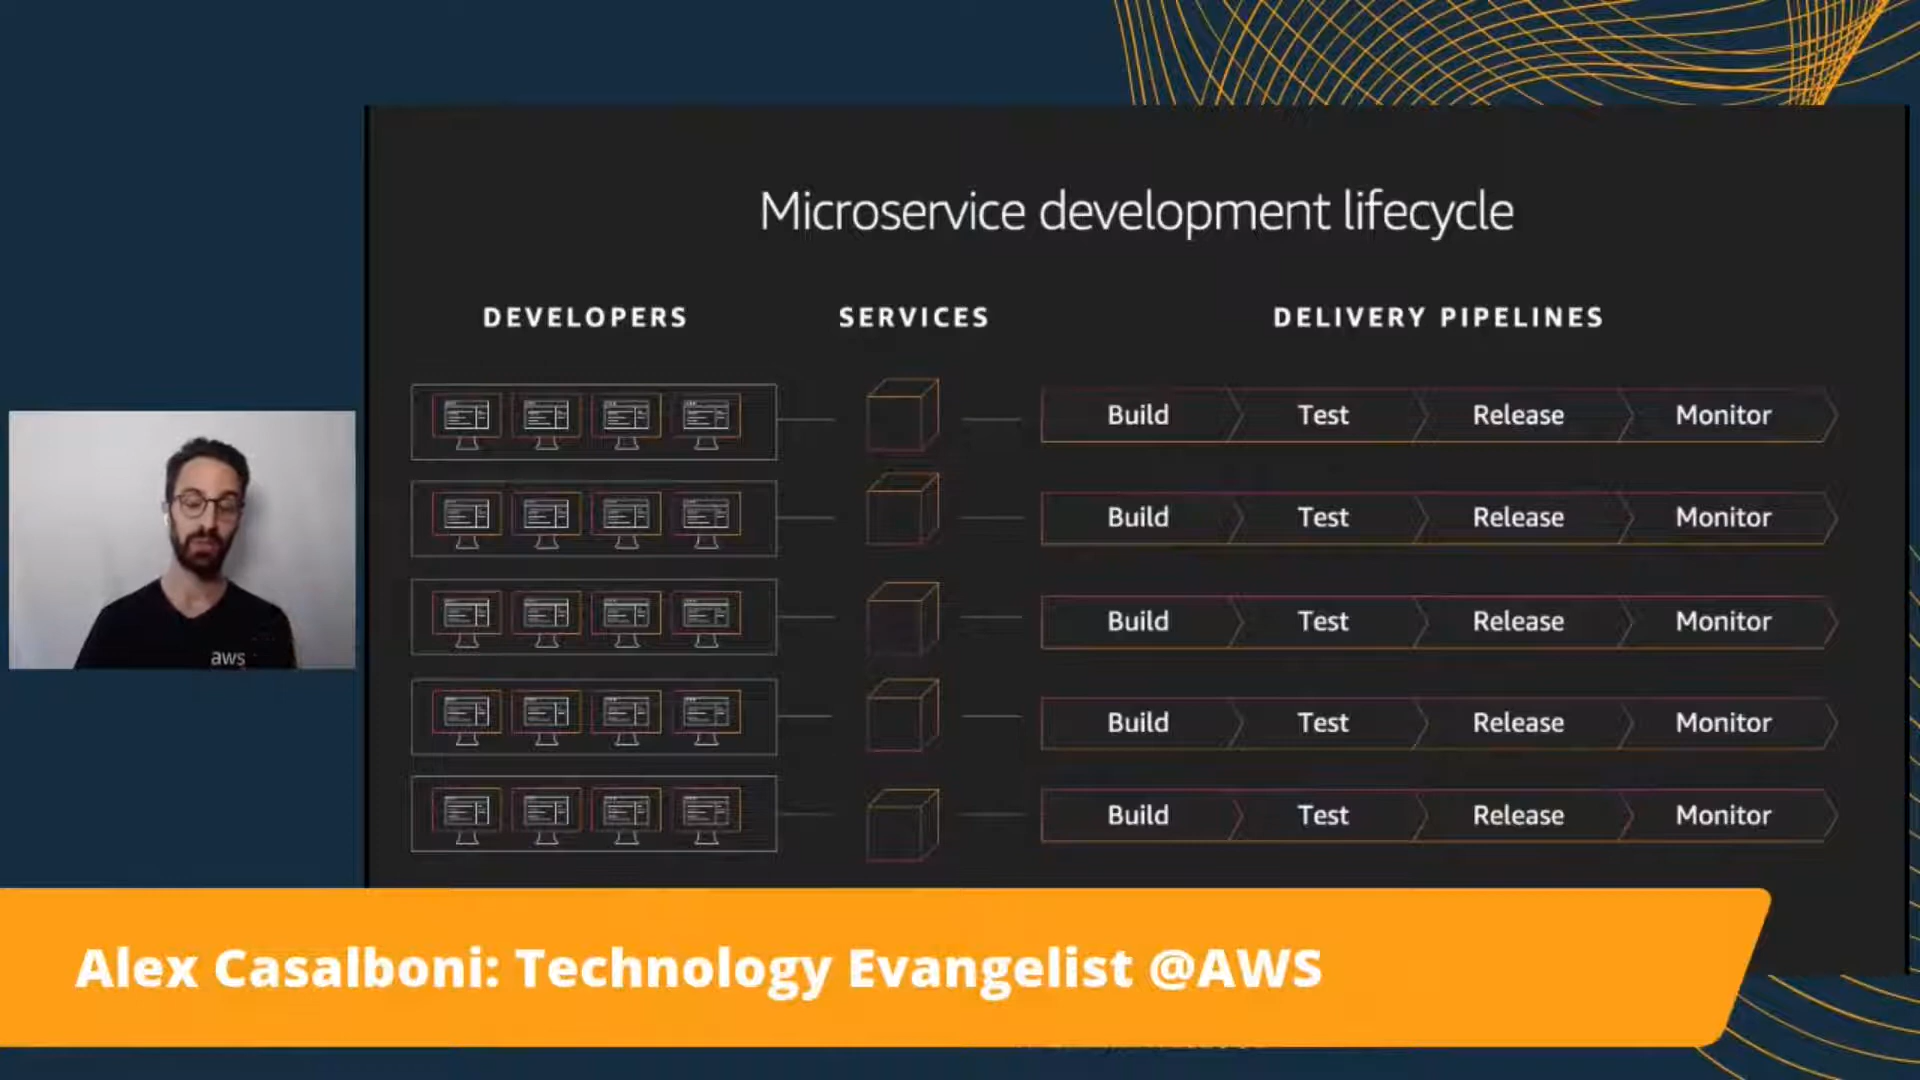 Microservice development lifecycle
DEVELOPERS SERVICES DELIVERY PIPELINES
Build Test Release Monitor
Build Test Release Monitor
Build Test Release Monitor
Build Test Release Monitor
Build Test Release Monitor
aws
Alex Casalboni: Technology Evangelist @AWS